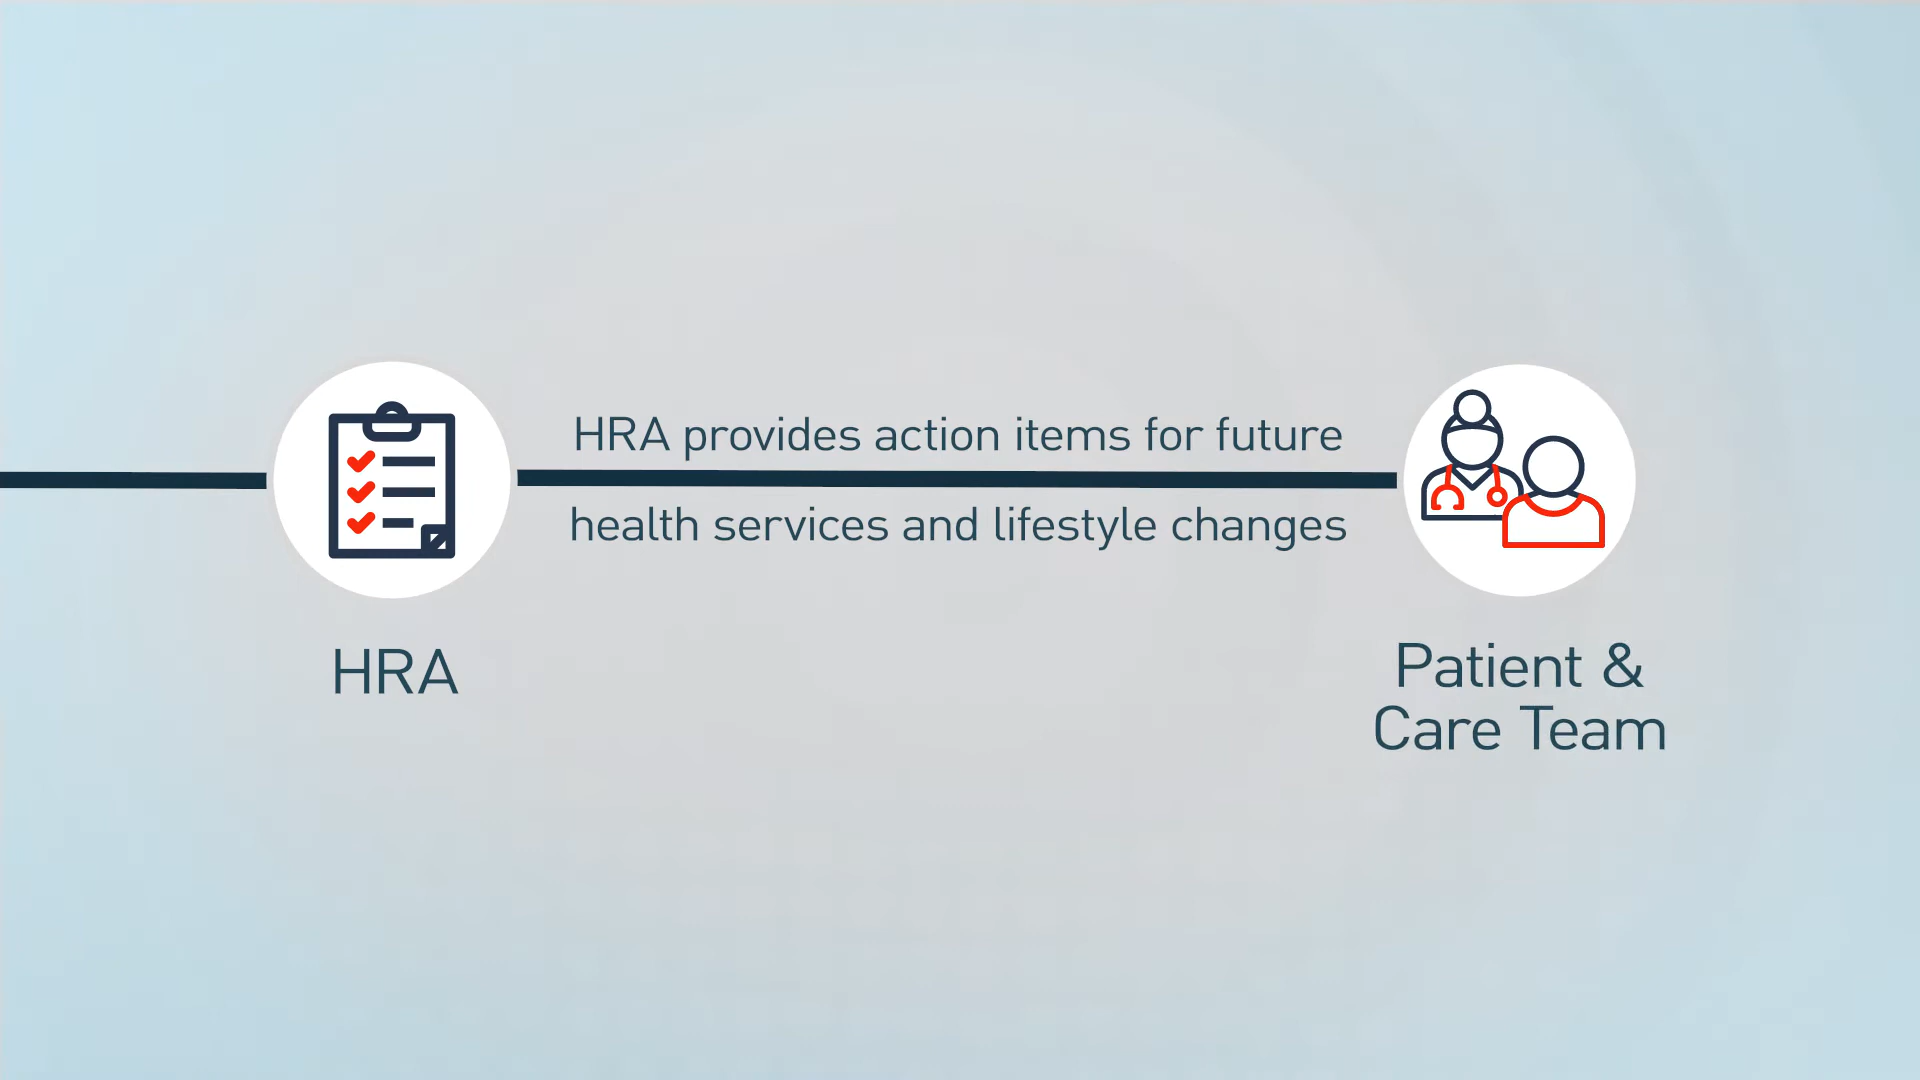 HRA provides action items for future
health services and lifestyle changes
HRA
Patient &
Care Team